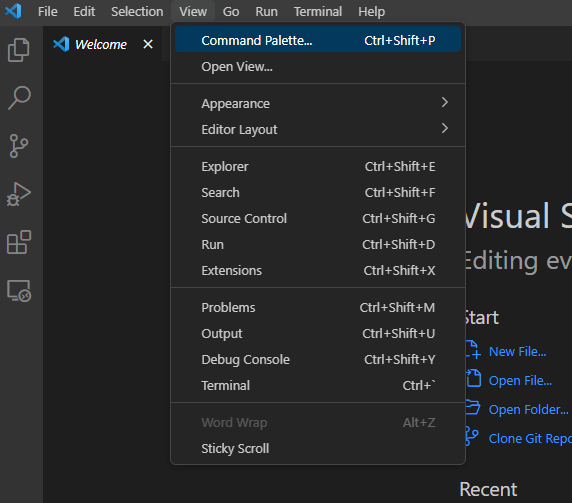 File Edit Selection View Go Run Terminal Help
Welcome
Command Palette... Ctrl+Shift+P
Open View...
Appearance
Editor Layout
Explorer Ctrl+Shift+E
Search Ctrl+Shift+F
Source Control Ctrl+Shift+G
Run Ctrl+Shift+D
Extensions Ctrl+Shift+X
Problems Ctrl+Shift+M
Output Ctrl+Shift+U
Debug Console Ctrl+Shift+Y
Terminal Ctrl+`
Word Wrap Alt+Z
Sticky Scroll
Visual S
Editing ev
Start
New File...
Open File...
Open Folder...
Clone Git Repo
Recent